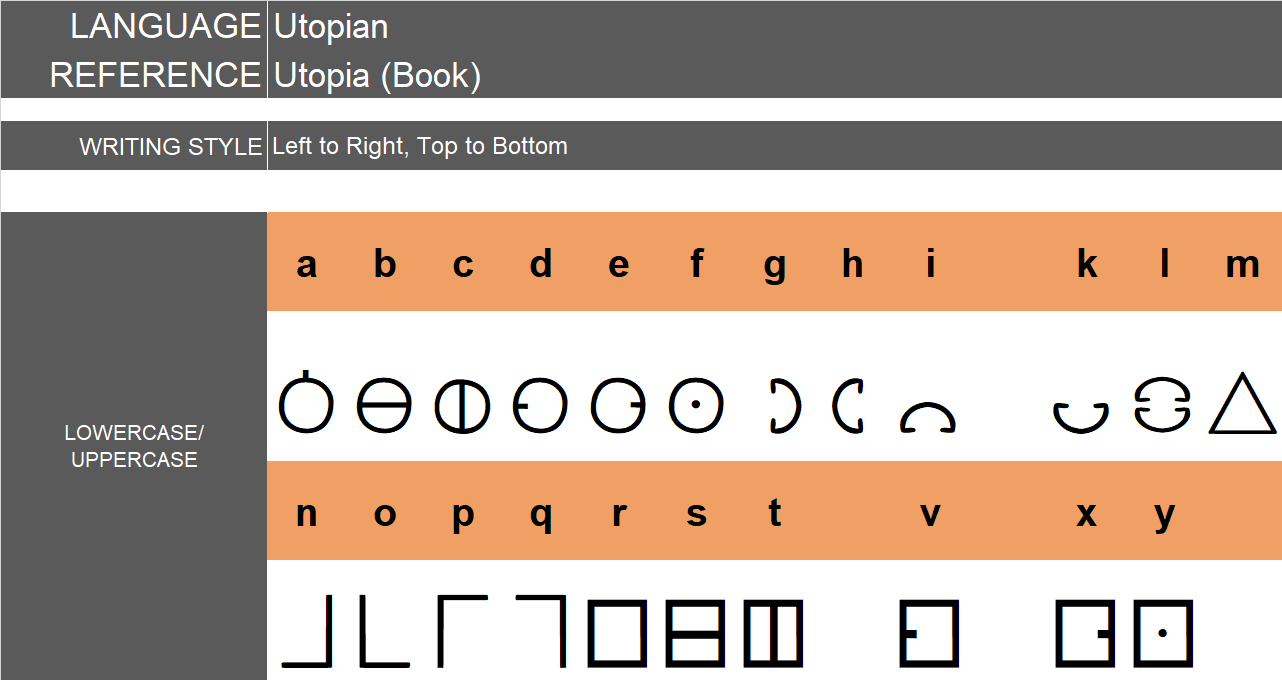 LANGUAGE Utopian
REFERENCE Utopia (Book)
WRITING STYLE Left to Right, Top to Bottom
a b c d e f g h i k l m
LOWERCASE/
UPPERCASE
n o p q r s t v x y